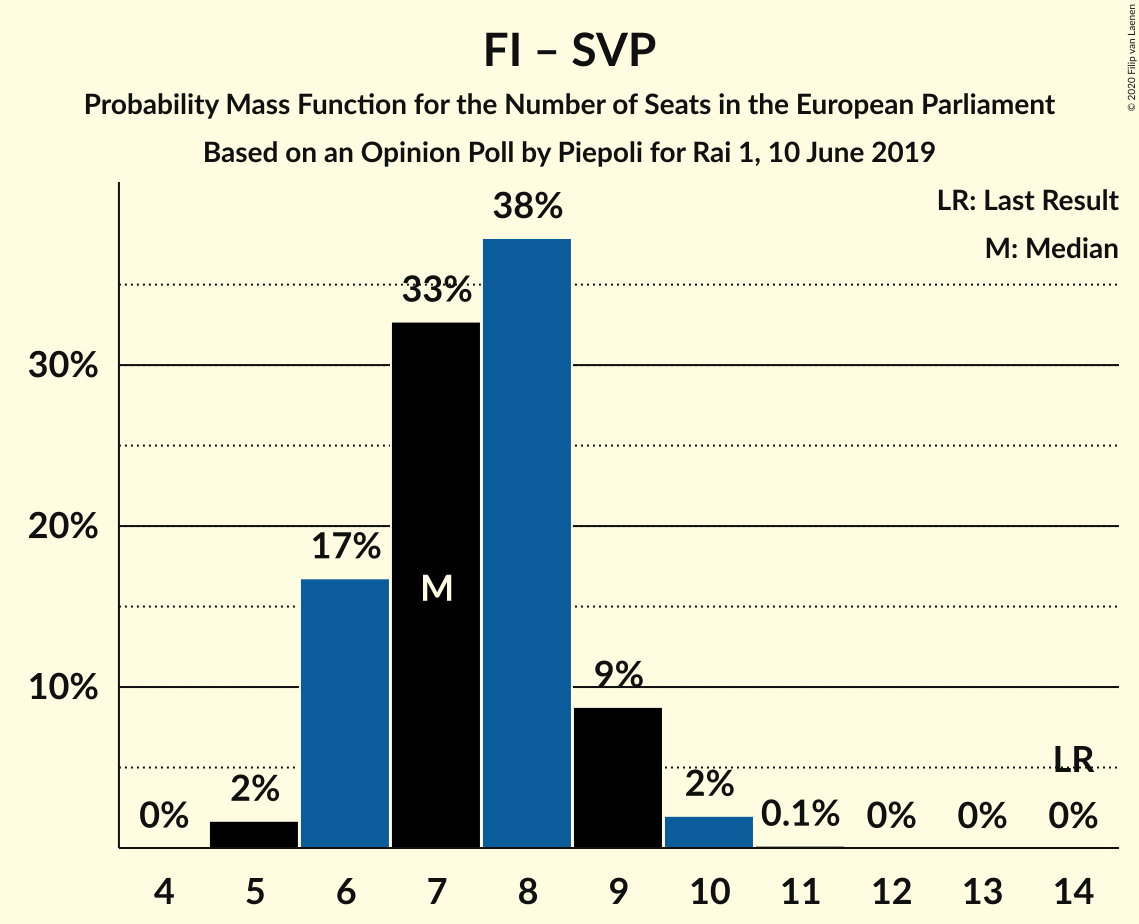 FI – SVP
Probability Mass Function for the Number of Seats in the European Parliament
Based on an Opinion Poll by Piepoli for Rai 1, 10 June 2019
© 2020 Filip van Laenen
LR: Last Result
M: Median
38%
33%
30%
20%
17%
M
10%
9%
LR
0%
2%
2%
0.1%
0%
0%
0%
4 5 6 7 8 9 10 11 12 13 14